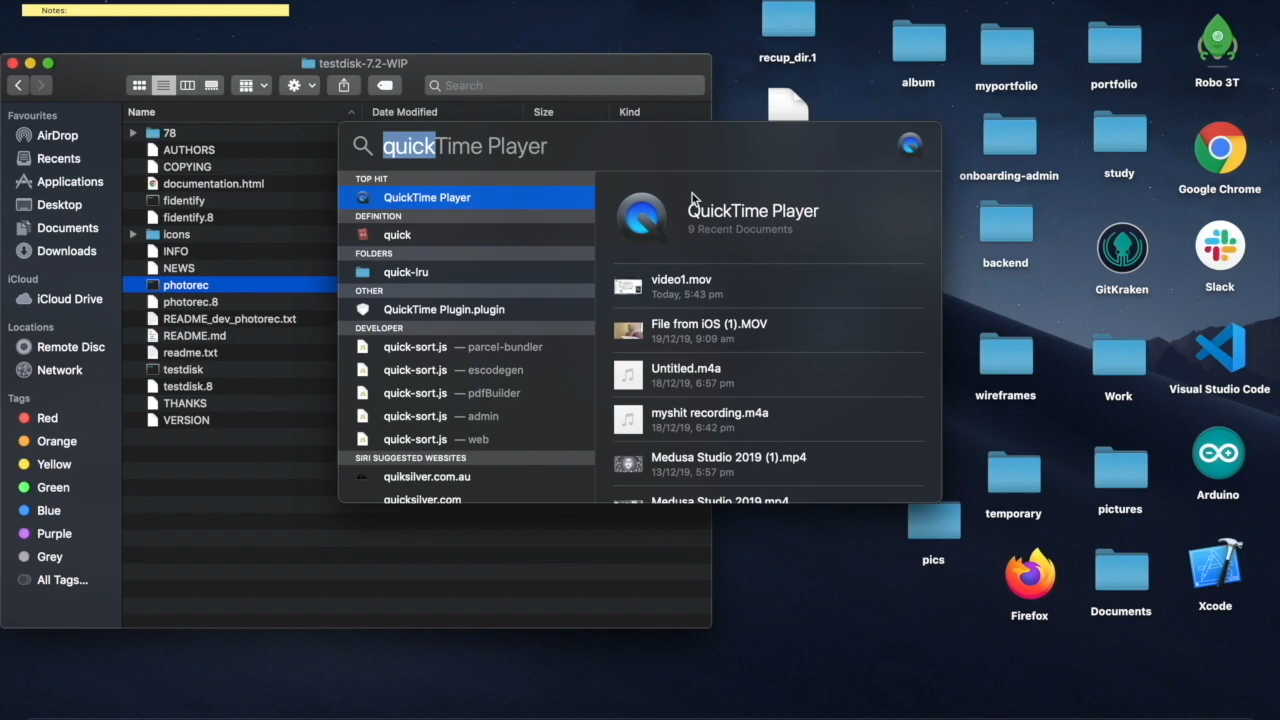 Notes:
testdisk-7.2-WIP
Search
Favourites
AirDrop
Recents
Applications
Desktop
Documents
Downloads
iCloud
iCloud Drive
Locations
Remote Disc
Network
Tags
Red
Orange
Yellow
Green
Blue
Purple
Grey
All Tags...
Name
Date Modified
Size
Kind
78
AUTHORS
COPYING
documentation.html
fidentify
fidentify.8
icons
INFO
NEWS
photorec
photorec.8
README_dev_photorec.txt
README.md
readme.txt
testdisk
testdisk.8
THANKS
VERSION
quickTime Player
TOP HIT
QuickTime Player
DEFINITION
quick
FOLDERS
quick-lru
OTHER
QuickTime Plugin.plugin
DEVELOPER
quick-sort.js — parcel-bundler
quick-sort.js — escodegen
quick-sort.js — pdfBuilder
quick-sort.js — admin
quick-sort.js — web
SIRI SUGGESTED WEBSITES
quiksilver.com.au
quicksilver.com
QuickTime Player
9 Recent Documents
video1.mov
Today, 5:43 pm
File from iOS (1).MOV
19/12/19, 9:09 am
Untitled.m4a
18/12/19, 6:57 pm
myshit recording.m4a
18/12/19, 6:42 pm
Medusa Studio 2019 (1).mp4
13/12/19, 5:57 pm
Medusa Studio 2019.mp4
recup_dir.1
album
myportfolio
portfolio
Robo 3T
onboarding-admin
study
Google Chrome
backend
GitKraken
Slack
wireframes
Work
Visual Studio Code
temporary
pictures
Arduino
pics
Firefox
Documents
Xcode